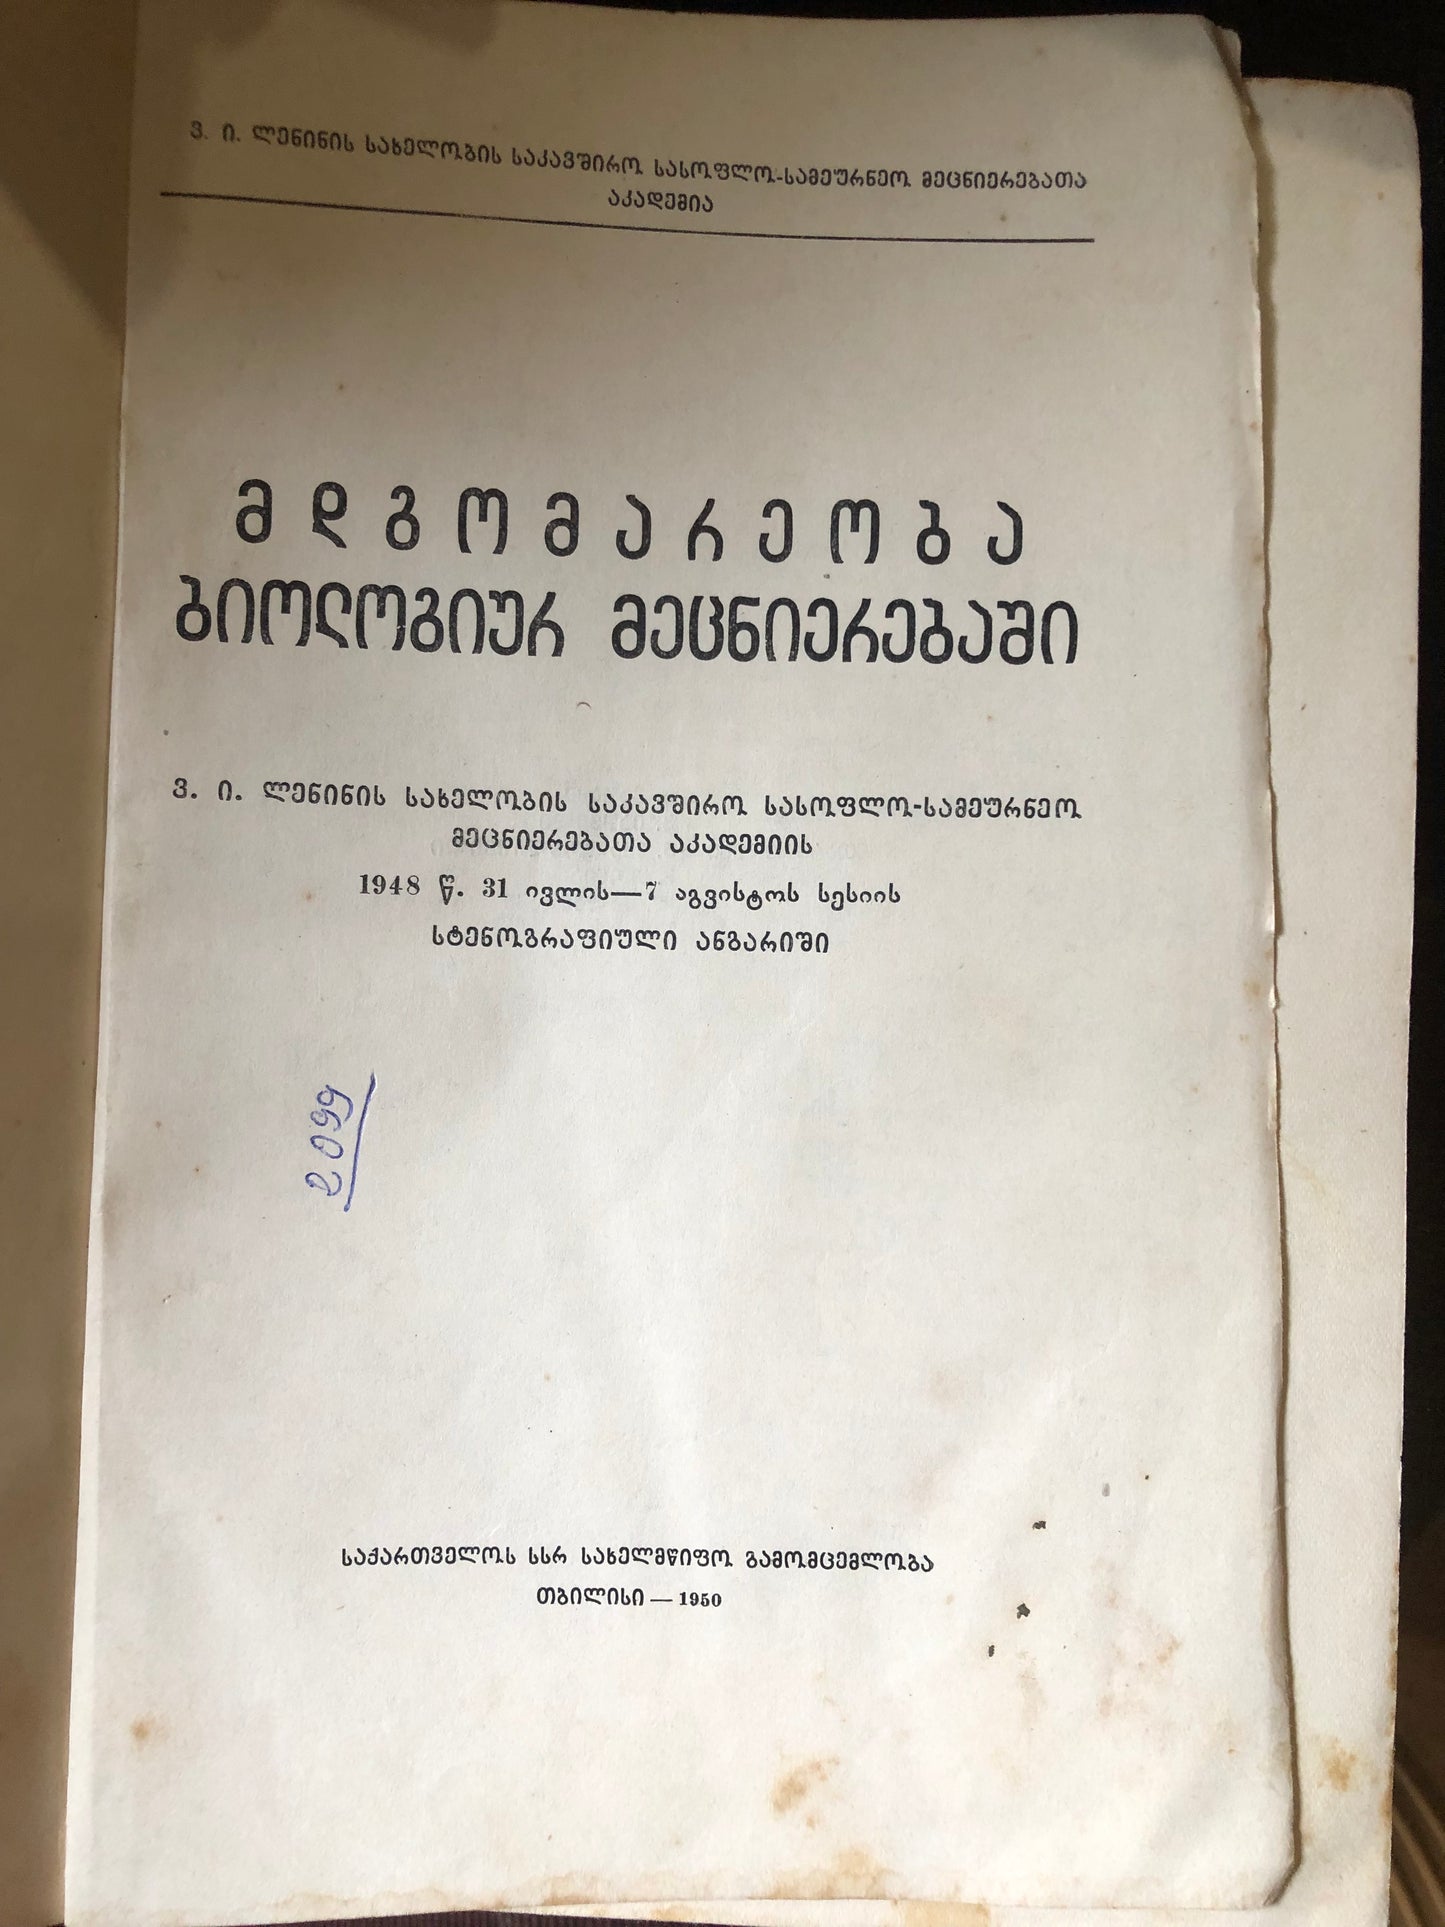 ვ. ი. ლენინის სახელობის საკავშირო სასოფლო-სამეურნეო მეცნიერებათა
აკადემია
მდგომარეობა
ბიოლოგიურ მეცნიერებაში
ვ. ი. ლენინის სახელობის საკავშირო სასოფლო-სამეურნეო
მეცნიერებათა აკადემიის
1948 წ. 31 ივლის—7 აგვისტოს სესიის
სტენოგრაფიული ანგარიში
2099
საქართველოს სსრ სახელმწიფო გამომცემლობა
თბილისი — 1950